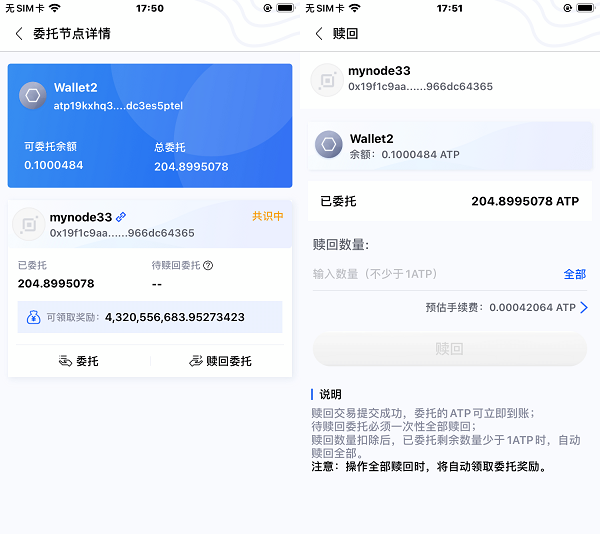 无SIM卡
17:50
委托节点详情
Wallet2
atp19kxhq3....dc3es5ptel
可委托余额
总委托
0.1000484
204.8995078
mynode33
共识中
0x19f1c9aa......966dc64365
已委托
待赎回委托
204.8995078
--
可领取奖励：4,320,556,683.95273423
委托
赎回委托
无SIM卡
17:51
赎回
mynode33
0x19f1c9aa......966dc64365
Wallet2
余额：0.1000484 ATP
已委托
204.8995078 ATP
赎回数量：
输入数量（不少于1ATP）
全部
预估手续费：0.00042064 ATP
赎回
说明
赎回交易提交成功，委托的ATP可立即到账；
待赎回委托必须一次性全部赎回；
赎回数量扣除后，已委托剩余数量少于1ATP时，自动
赎回全部。
注意：操作全部赎回时，将自动领取委托奖励。